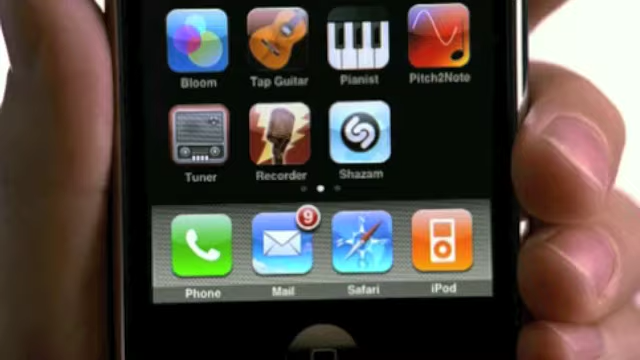 Bloom Tap Guitar Pianist Pitch2Note
Tuner Recorder Shazam
9
Phone Mail Safari iPod